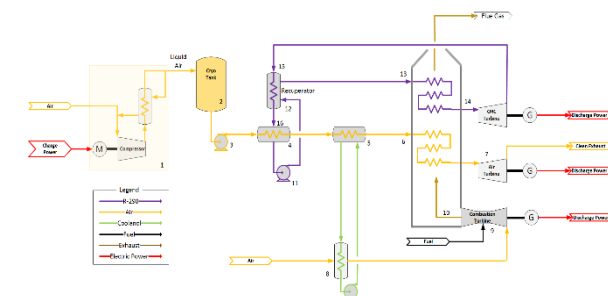 Flue Gas
Liquid
Air
Cryo
Tank
2
13
Recuperator
12
13
14
ORC
Turbine
G
Discharge Power
Air
Charge
Power
M
Compressor
1
3
16
4
5
6
7
Air
Turbine
G
Clean Exhaust
Discharge Power
11
10
Combustion
Turbine
9
G
Discharge Power
Fuel
Legend
R-290
Air
Coolant
Fuel
Exhaust
Electric Power
Air
8